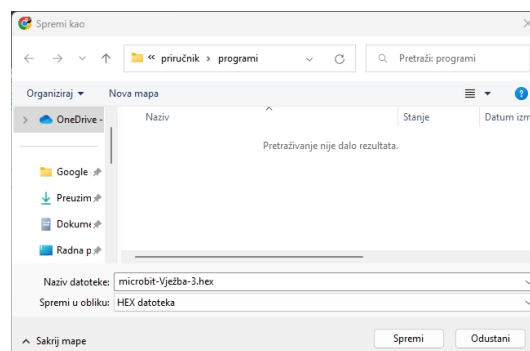 Spremi kao
« priručnik › programi
Pretraži: programi
Organiziraj
Nova mapa
OneDrive -
Naziv
Stanje
Datum izm
Pretraživanje nije dalo rezultata.
Google
Preuzim
Dokume
Radna p
Naziv datoteke: microbit-Vježba-3.hex
Spremi u obliku: HEX datoteka
Sakrij mape
Spremi
Odustani